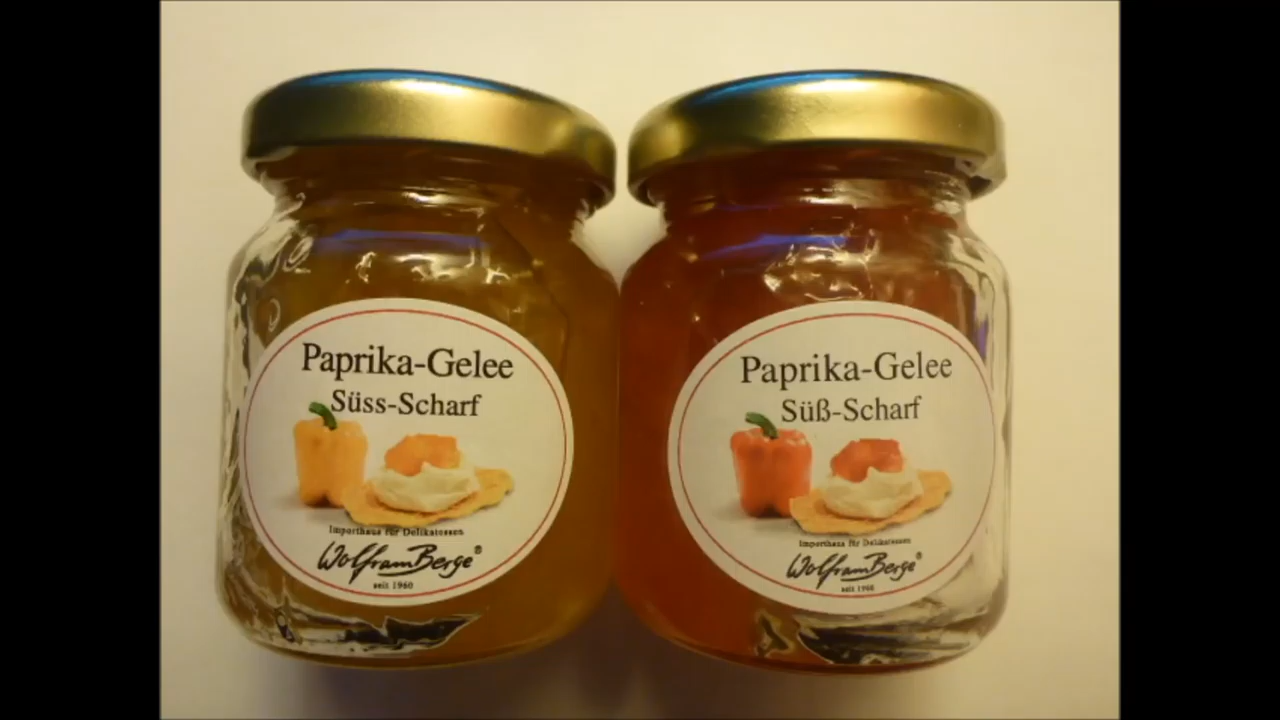 Paprika-Gelee
Süss-Scharf
Importhaus für Delikatessen
WolframBerge®
seit 1960
Paprika-Gelee
Süß-Scharf
Importhaus für Delikatessen
WolframBerge®
seit 1960